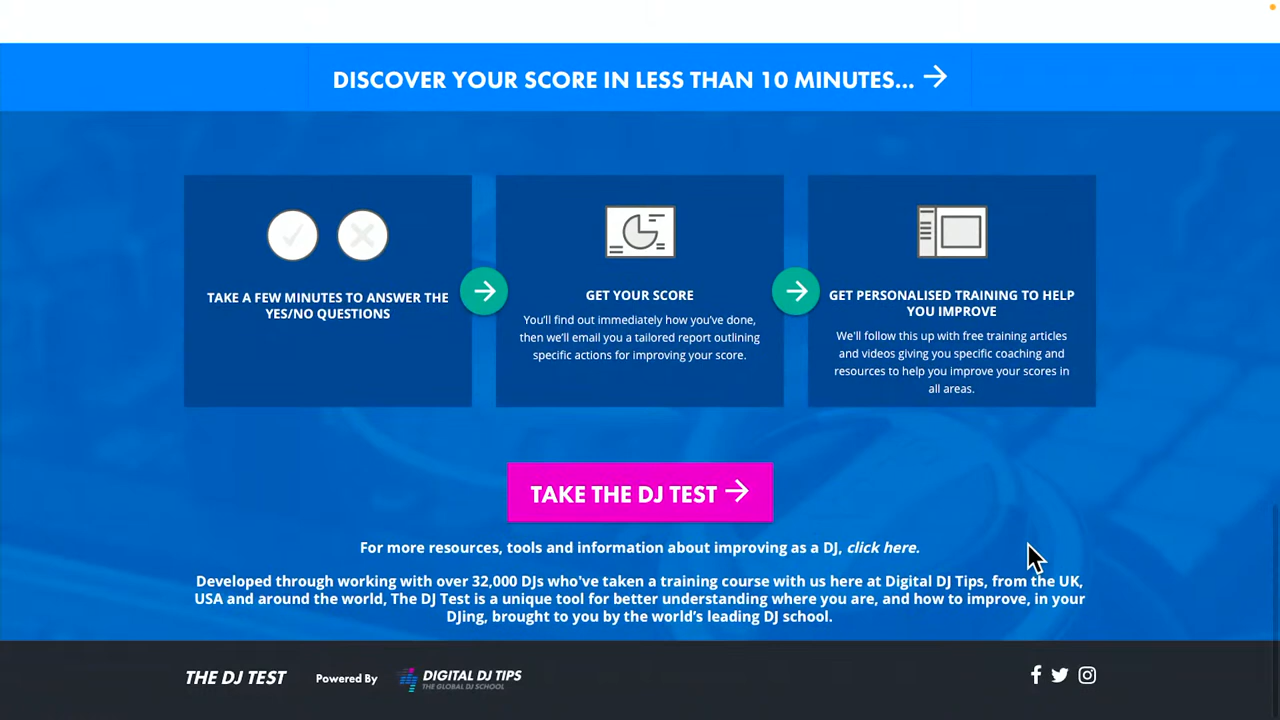 DISCOVER YOUR SCORE IN LESS THAN 10 MINUTES...
TAKE A FEW MINUTES TO ANSWER THE
YES/NO QUESTIONS
GET YOUR SCORE
You’ll find out immediately how you’ve done,
then we’ll email you a tailored report outlining
specific actions for improving your score.
GET PERSONALISED TRAINING TO HELP
YOU IMPROVE
We'll follow this up with free training articles
and videos giving you specific coaching and
resources to help you improve your scores in
all areas.
TAKE THE DJ TEST
For more resources, tools and information about improving as a DJ, click here.
Developed through working with over 32,000 DJs who've taken a training course with us here at Digital DJ Tips, from the UK,
USA and around the world, The DJ Test is a unique tool for better understanding where you are, and how to improve, in your
DJing, brought to you by the world’s leading DJ school.
THE DJ TEST
Powered By
DIGITAL DJ TIPS
THE GLOBAL DJ SCHOOL